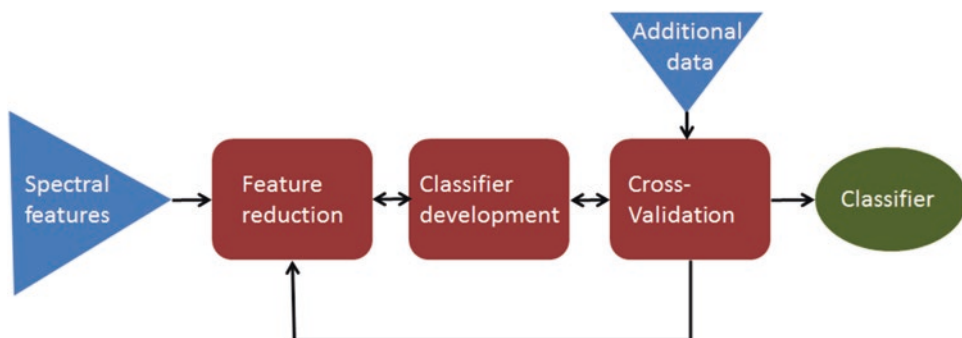 Additional
data
Spectral
features
Feature
reduction
Classifier
development
Cross-
Validation
Classifier